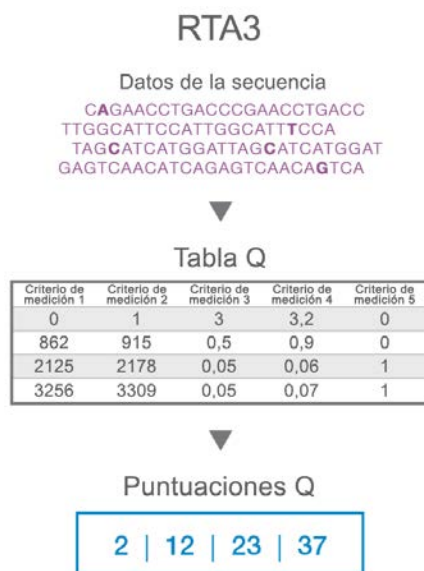 RTA3
Datos de la secuencia
CAGAACCTGACCCGAACCTGACC
TTGGCATTCCATTGGCATTTCCA
TAGCATCATGGATTAGCATCATGGAT
GAGTCAACATCAGAGTCAACAGTCA
Tabla Q
Criterio de medición 1 Criterio de medición 2 Criterio de medición 3 Criterio de medición 4 Criterio de medición 5
0 1 3 3,2 0
862 915 0,5 0,9 0
2125 2178 0,05 0,06 1
3256 3309 0,05 0,07 1
Puntuaciones Q
2 | 12 | 23 | 37